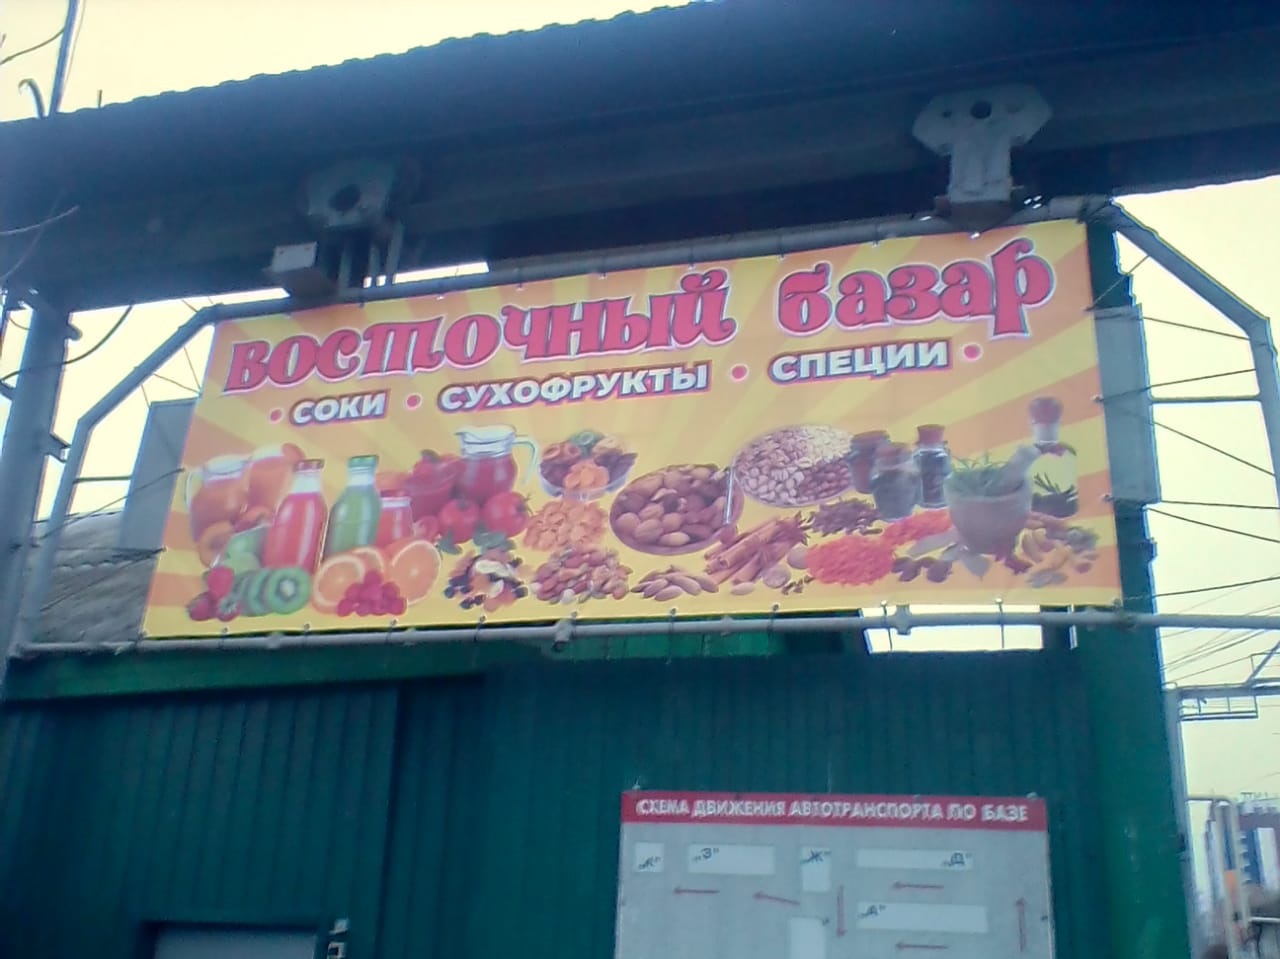 восточный базар
• СОКИ • СУХОФРУКТЫ • СПЕЦИИ •
СХЕМА ДВИЖЕНИЯ АВТОТРАНСПОРТА ПО БАЗЕ
„К" „З" „Ж" „Д"
„А"